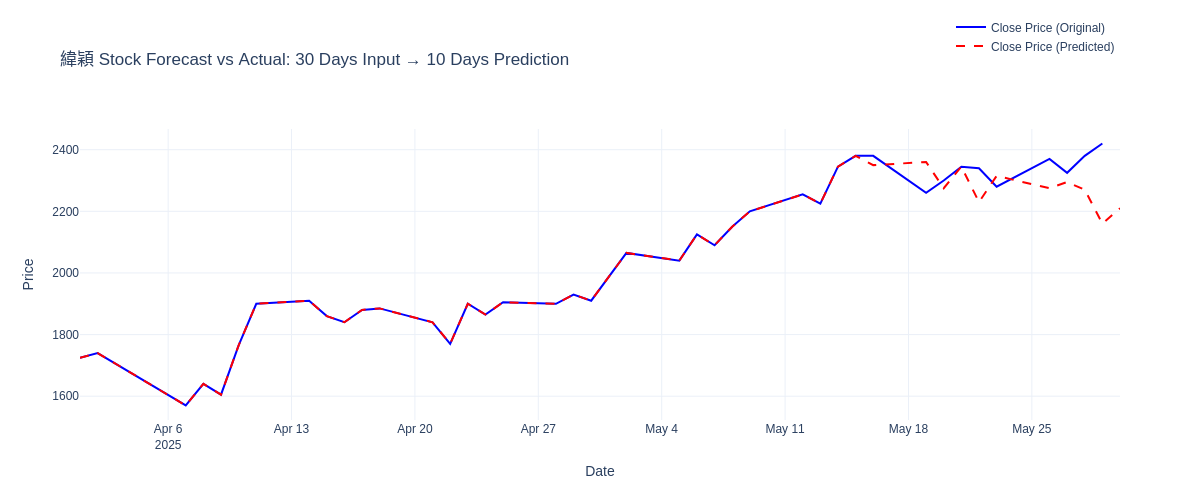 Close Price (Original)
Close Price (Predicted)
緯穎 Stock Forecast vs Actual: 30 Days Input → 10 Days Prediction
2400
2200
2000
1800
1600
Price
Apr 6
2025
Apr 13
Apr 20
Apr 27
May 4
May 11
May 18
May 25
Date